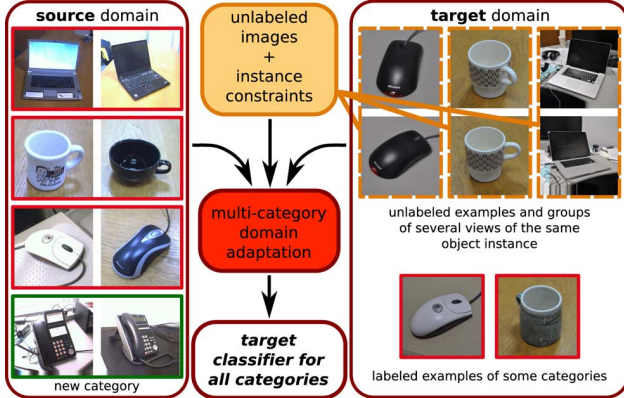 source domain
new category
unlabeled
images
+
instance
constraints
multi-category
domain
adaptation
target
classifier for
all categories
target domain
unlabeled examples and groups
of several views of the same
object instance
labeled examples of some categories